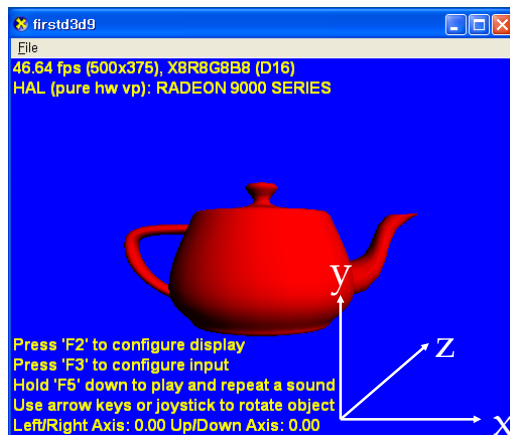 firstd3d9
File
46.64 fps (500x375), X8R8G8B8 (D16)
HAL (pure hw vp): RADEON 9000 SERIES
y
z
x
Press 'F2' to configure display
Press 'F3' to configure input
Hold 'F5' down to play and repeat a sound
Use arrow keys or joystick to rotate object
Left/Right Axis: 0.00 Up/Down Axis: 0.00